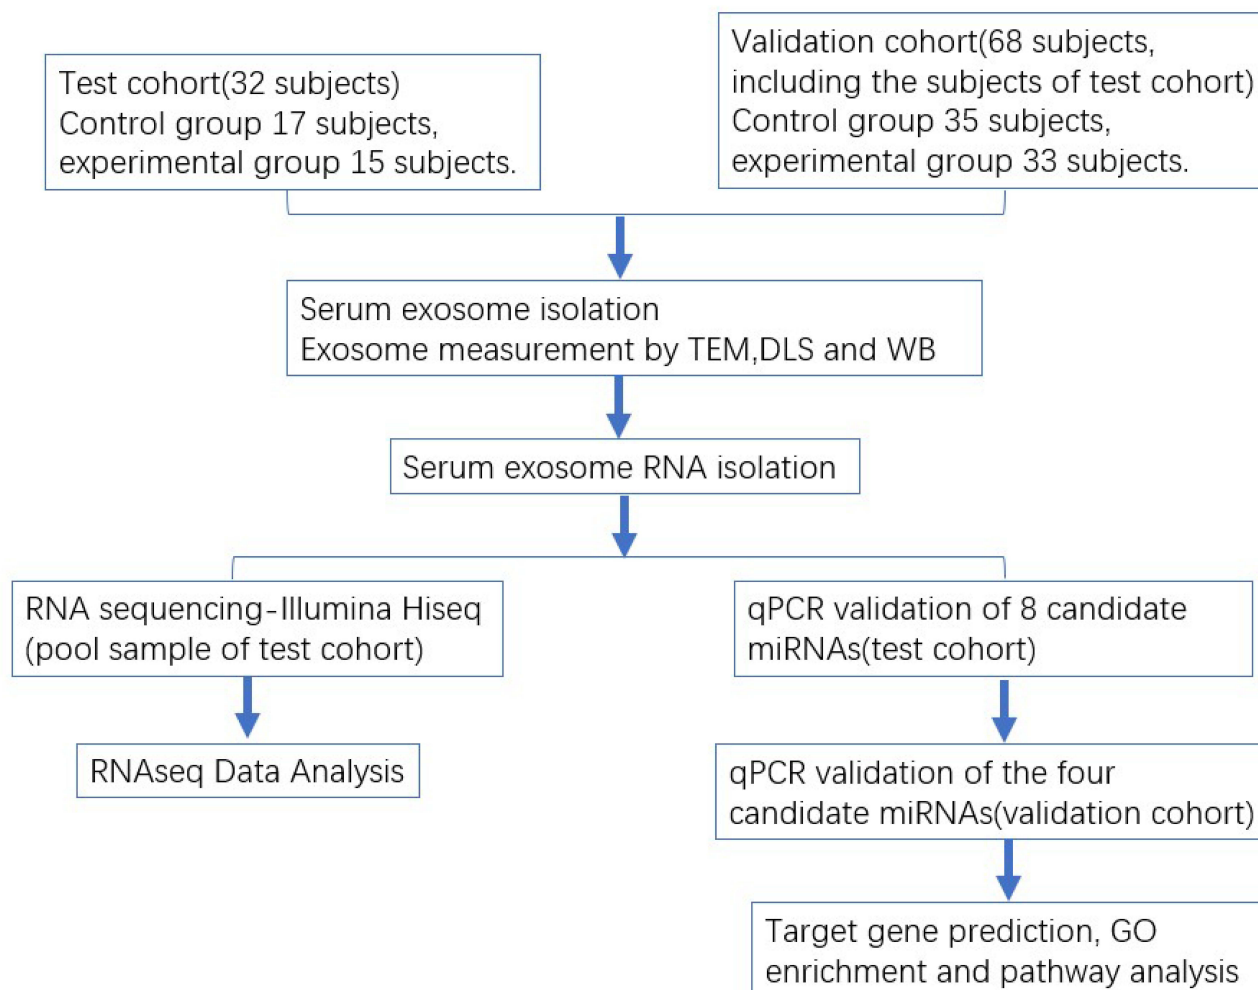 Test cohort(32 subjects)
Control group 17 subjects,
experimental group 15 subjects.
Validation cohort(68 subjects,
including the subjects of test cohort)
Control group 35 subjects,
experimental group 33 subjects.
Serum exosome isolation
Exosome measurement by TEM,DLS and WB
Serum exosome RNA isolation
RNA sequencing-Illumina Hiseq
(pool sample of test cohort)
RNAseq Data Analysis
qPCR validation of 8 candidate
miRNAs(test cohort)
qPCR validation of the four
candidate miRNAs(validation cohort)
Target gene prediction, GO
enrichment and pathway analysis